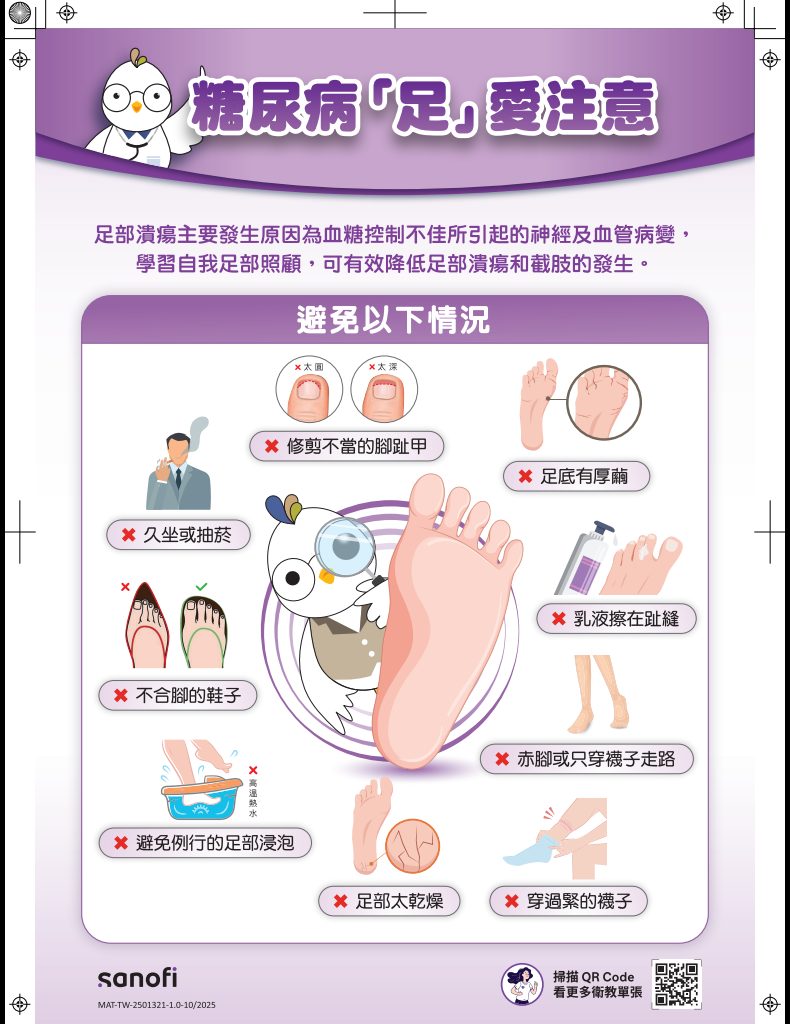 糖尿病「足」愛注意
足部潰瘍主要發生原因為血糖控制不佳所引起的神經及血管病變，
學習自我足部照顧，可有效降低足部潰瘍和截肢的發生。
避免以下情況
×太圓
×太深
× 修剪不當的腳趾甲
× 足底有厚繭
× 久坐或抽菸
× 乳液擦在趾縫
× ✓
× 不合腳的鞋子
× 赤腳或只穿襪子走路
×高溫熱水
× 避免例行的足部浸泡
× 足部太乾燥
× 穿過緊的襪子
sanofi
MAT-TW-2501321-1.0-10/2025
掃描 QR Code
看更多衛教單張